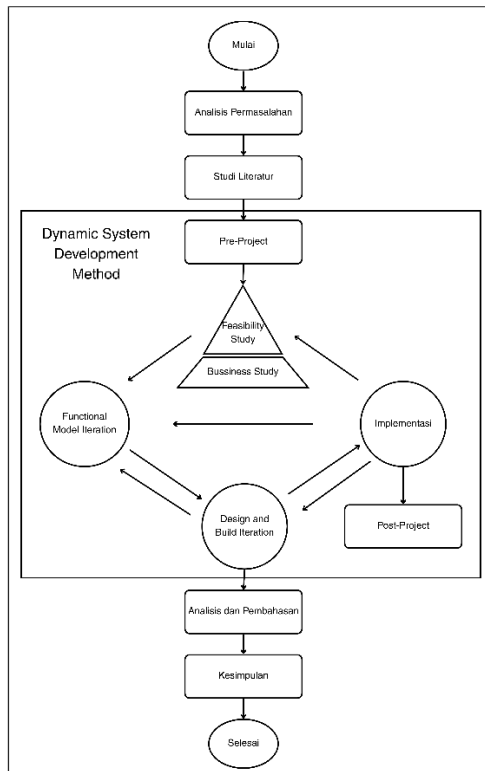 Mulai
Analisis Permasalahan
Studi Literatur
Dynamic System
Development
Method
Pre-Project
Feasibility
Study
Bussiness Study
Functional
Model Iteration
Implementasi
Design and
Build Iteration
Post-Project
Analisis dan Pembahasan
Kesimpulan
Selesai